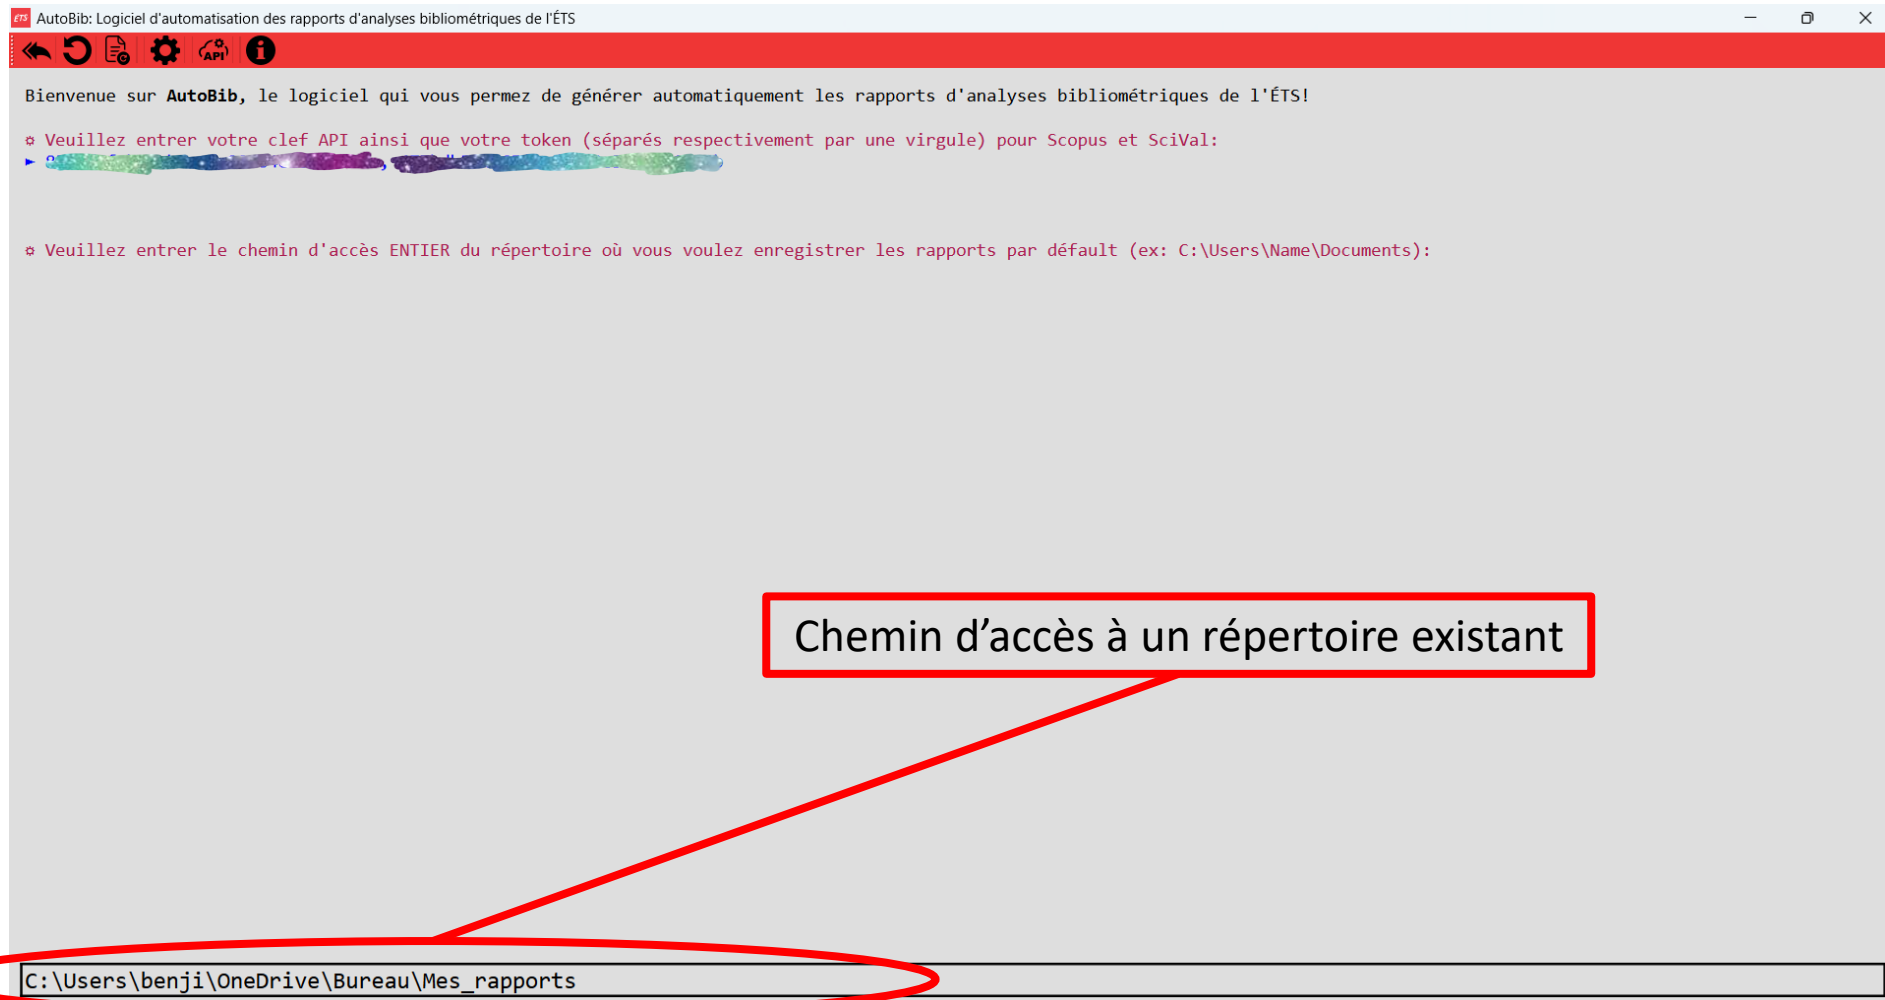 ETS AutoBib: Logiciel d'automatisation des rapports d'analyses bibliométriques de l'ÉTS
API
Bienvenue sur AutoBib, le logiciel qui vous permez de générer automatiquement les rapports d'analyses bibliométriques de l'ÉTS!
¤ Veuillez entrer votre clef API ainsi que votre token (séparés respectivement par une virgule) pour Scopus et SciVal:
¤ Veuillez entrer le chemin d'accès ENTIER du répertoire où vous voulez enregistrer les rapports par défault (ex: C:\Users\Name\Documents):
Chemin d’accès à un répertoire existant
C:\Users\benji\OneDrive\Bureau\Mes_rapports